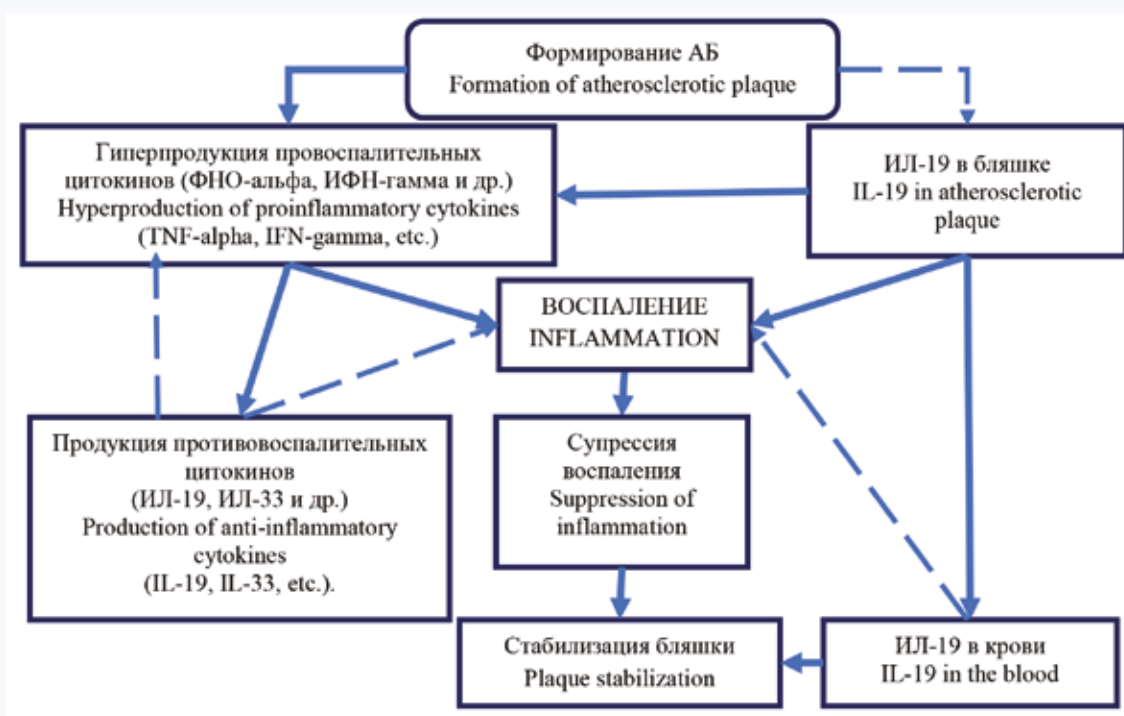 Формирование АБ
Formation of atherosclerotic plaque
Гиперпродукция провоспалительных
цитокинов (ФНО-альфа, ИФН-гамма и др.)
Hyperproduction of proinflammatory cytokines
(TNF-alpha, IFN-gamma, etc.)
ИЛ-19 в бляшке
IL-19 in atherosclerotic
plaque
ВОСПАЛЕНИЕ
INFLAMMATION
Продукция противовоспалительных
цитокинов
(ИЛ-19, ИЛ-33 и др.)
Production of anti-inflammatory
cytokines
(IL-19, IL-33, etc.).
Супрессия
воспаления
Suppression of
inflammation
Стабилизация бляшки
Plaque stabilization
ИЛ-19 в крови
IL-19 in the blood